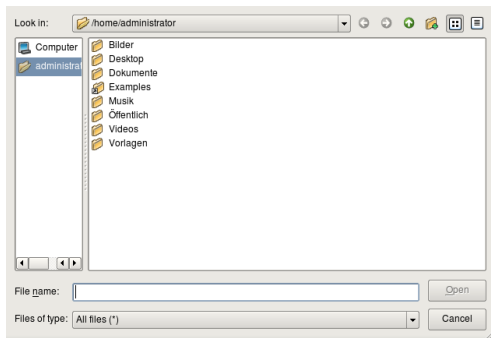 Look in: /home/administrator
Computer
administrat
Bilder
Desktop
Dokumente
Examples
Musik
Öffentlich
Videos
Vorlagen
File name: Open
Files of type: All files (*) Cancel